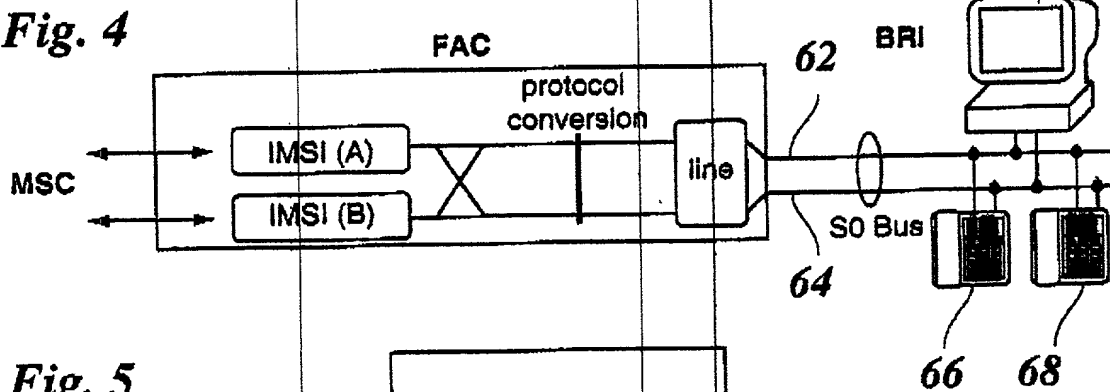 Fig. 4
FAC
BRI
62
protocol
conversion
IMSI (A)
line
MSC
IMSI (B)
S0 Bus
64
66
68
Fig. 5